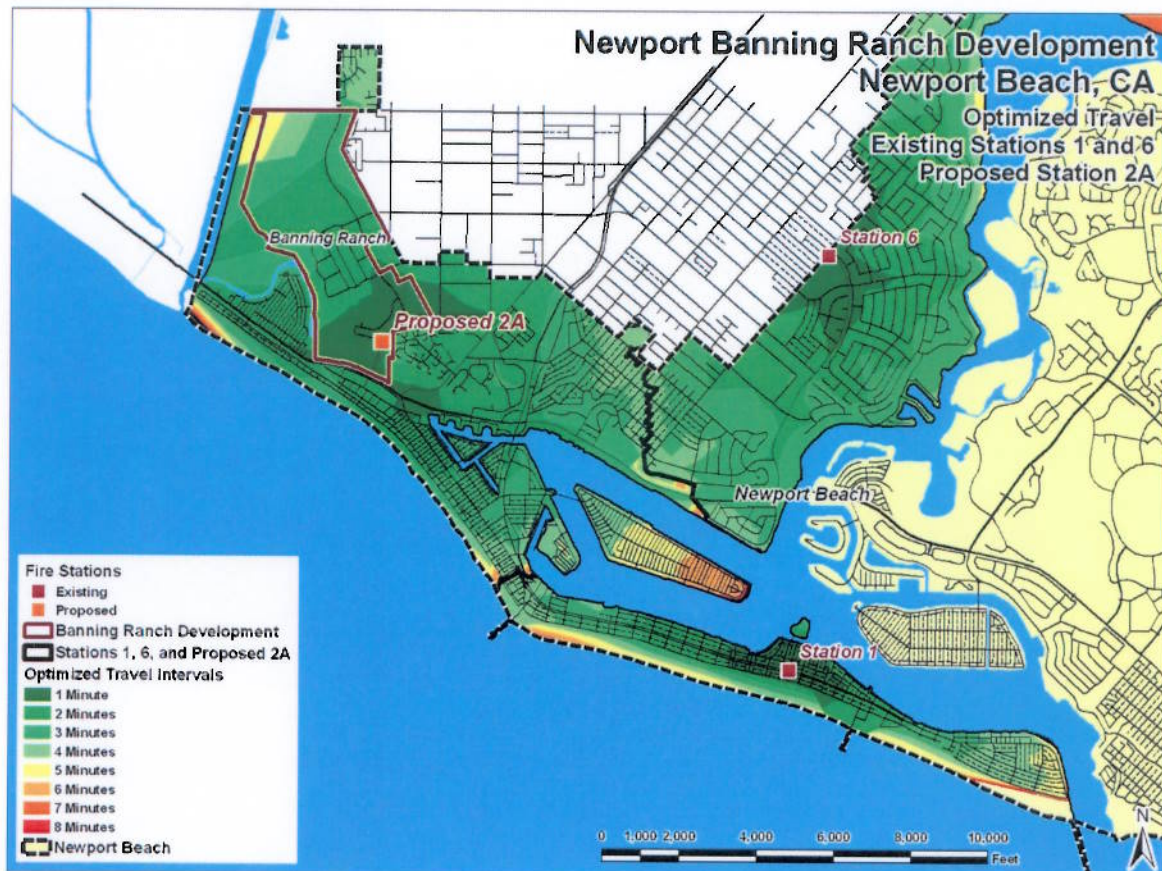 Newport Banning Ranch Development
Newport Beach, CA
Optimized Travel
Existing Stations 1 and 6
Proposed Station 2A
Station 6
Banning Ranch
Proposed 2A
Newport Beach
Station 1
Fire Stations
Existing
Proposed
Banning Ranch Development
Stations 1, 6, and Proposed 2A
Optimized Travel Intervals
1 Minute
2 Minutes
3 Minutes
4 Minutes
5 Minutes
6 Minutes
7 Minutes
8 Minutes
Newport Beach
0 1,000 2,000 4,000 6,000 8,000 10,000
Feet
N